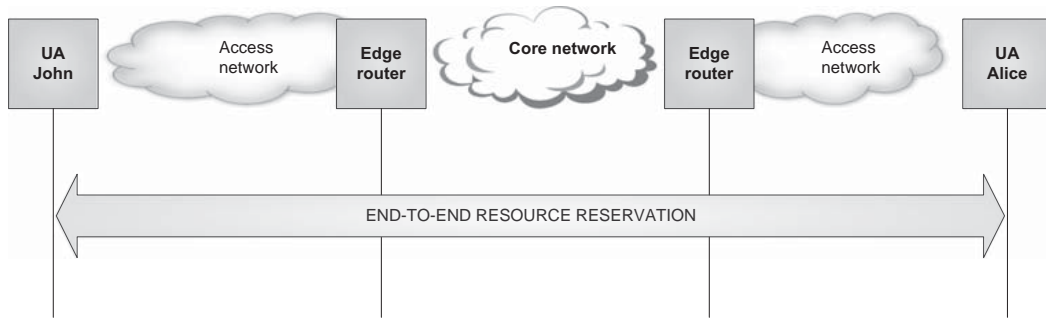 UA
John
Access
network
Edge
router
Core network
Edge
router
Access
network
UA
Alice
END-TO-END RESOURCE RESERVATION